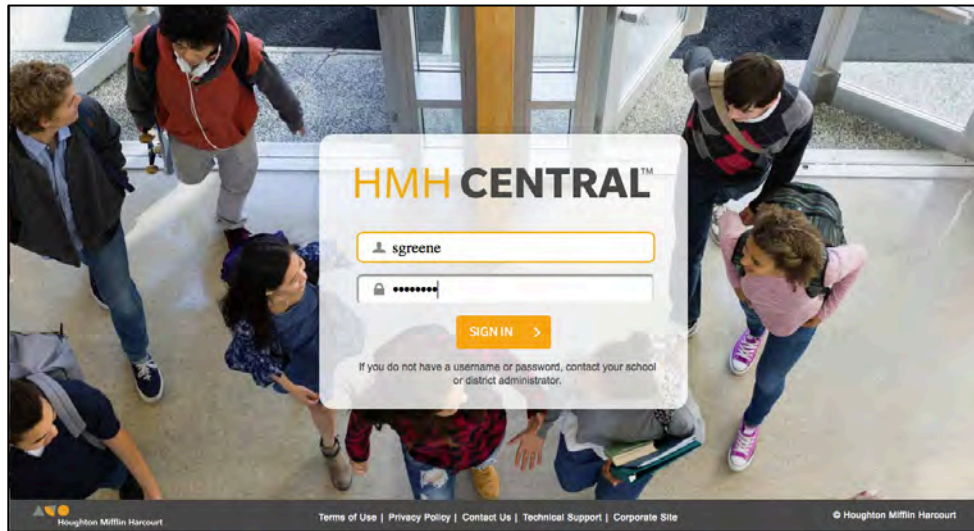 HMH CENTRAL™
sgreene
••••••••
SIGN IN >
If you do not have a username or password, contact your school
or district administrator.
Houghton Mifflin Harcourt
Terms of Use | Privacy Policy | Contact Us | Technical Support | Corporate Site
© Houghton Mifflin Harcourt